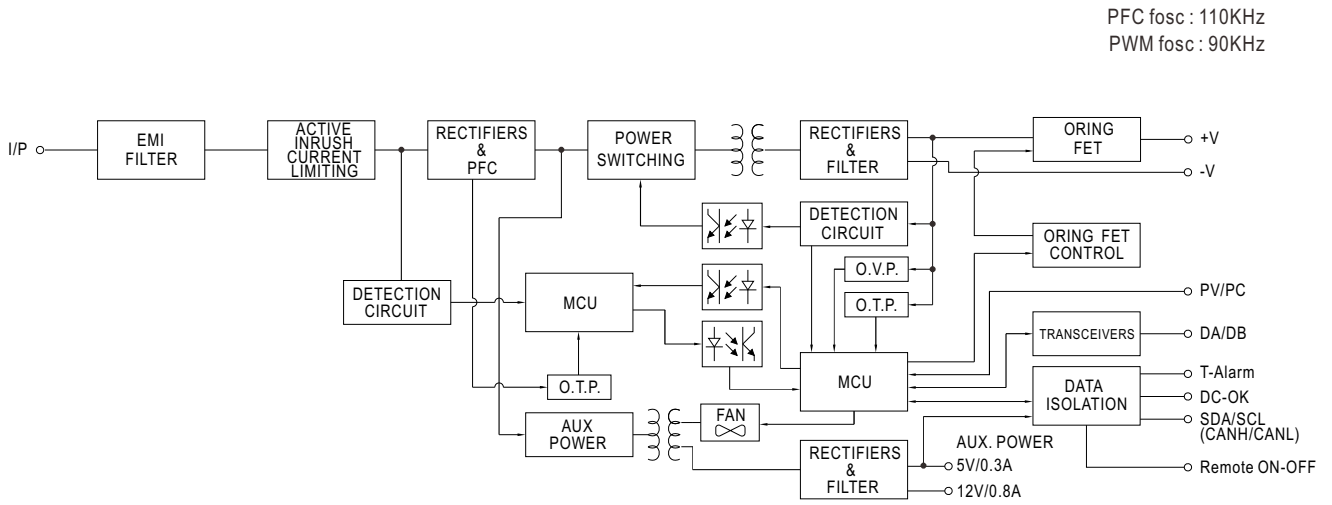 PFC fosc : 110KHz
PWM fosc : 90KHz
I/P
EMI
FILTER
ACTIVE
INRUSH
CURRENT
LIMITING
RECTIFIERS
&
PFC
POWER
SWITCHING
RECTIFIERS
&
FILTER
ORING
FET
+V
-V
DETECTION
CIRCUIT
ORING FET
CONTROL
O.V.P.
O.T.P.
DETECTION
CIRCUIT
MCU
PV/PC
TRANSCEIVERS
DA/DB
O.T.P.
MCU
DATA
ISOLATION
T-Alarm
DC-OK
SDA/SCL
(CANH/CANL)
Remote ON-OFF
AUX
POWER
FAN
RECTIFIERS
&
FILTER
AUX. POWER
5V/0.3A
12V/0.8A